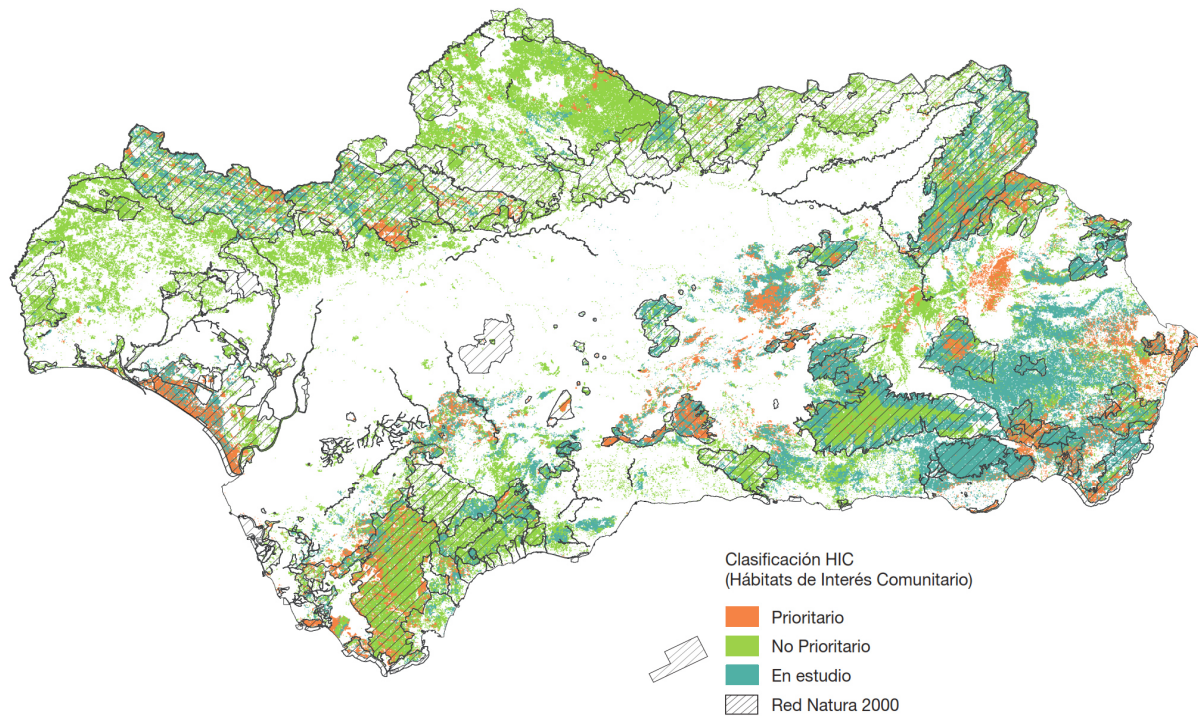 Clasificación HIC
(Hábitats de Interés Comunitario)
Prioritario
No Prioritario
En estudio
Red Natura 2000